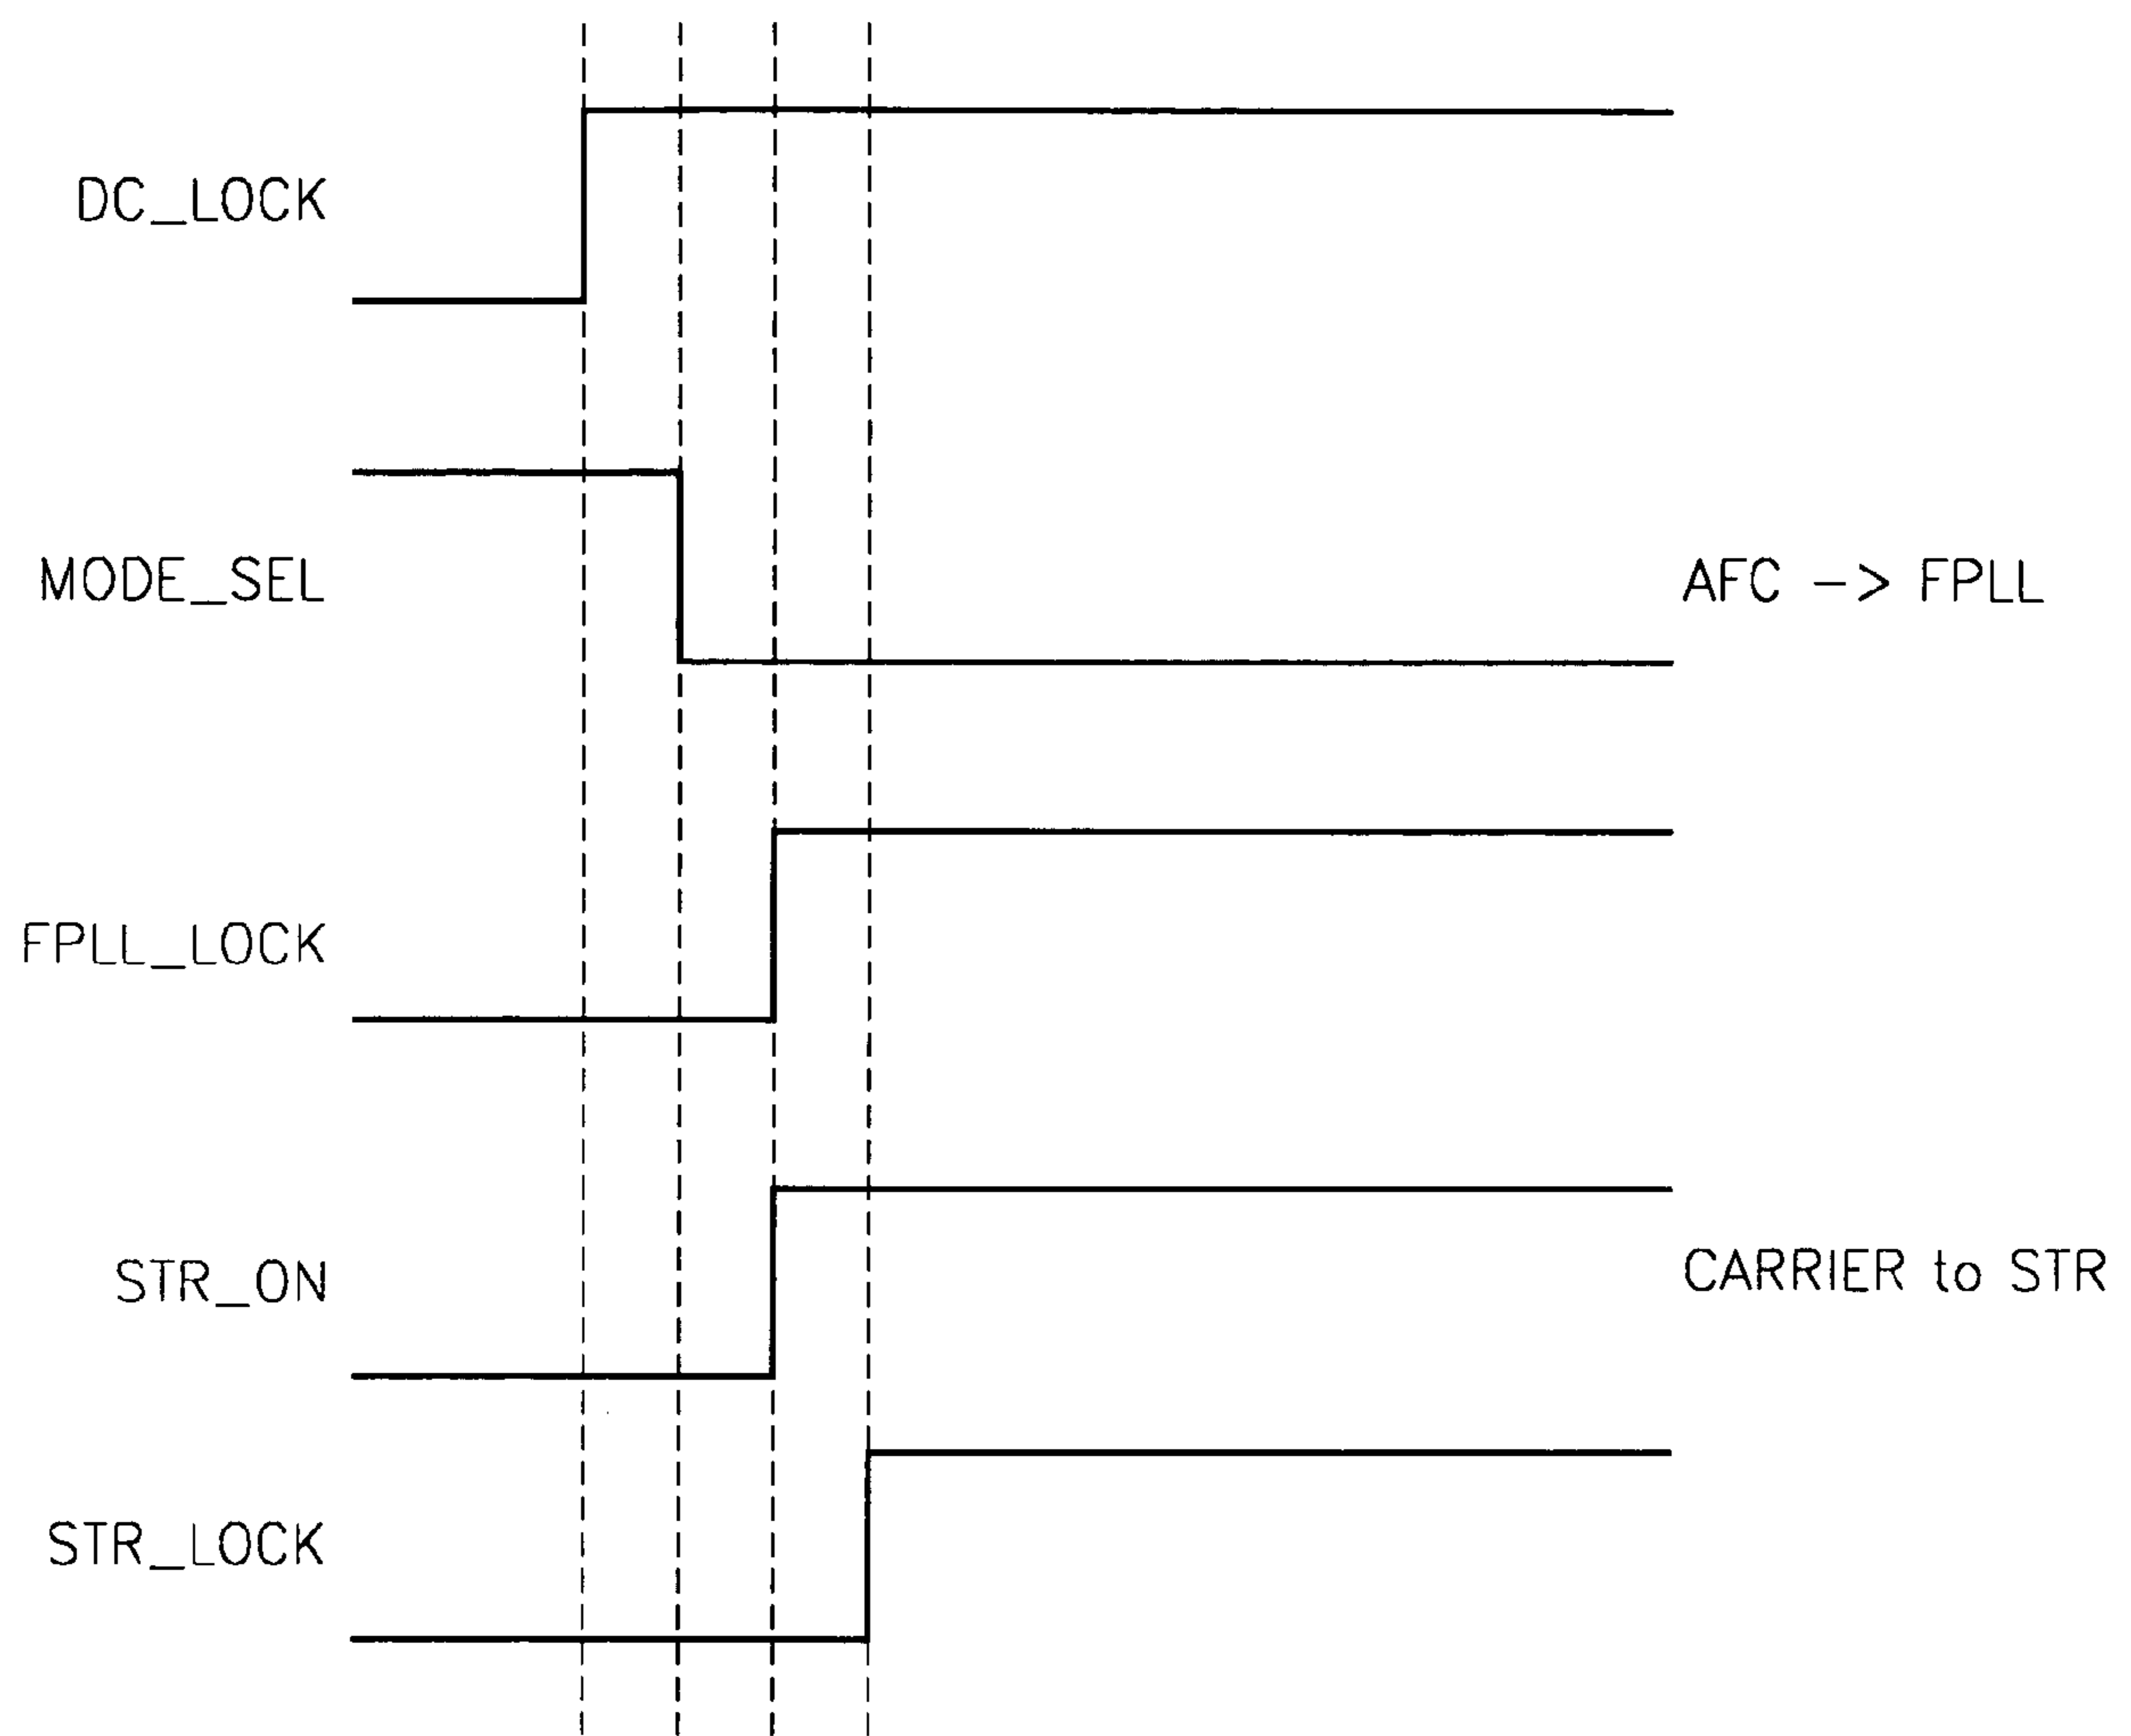 DC_LOCK
MODE_SEL
AFC -> FPLL
FPLL_LOCK
STR_ON
CARRIER to STR
STR_LOCK